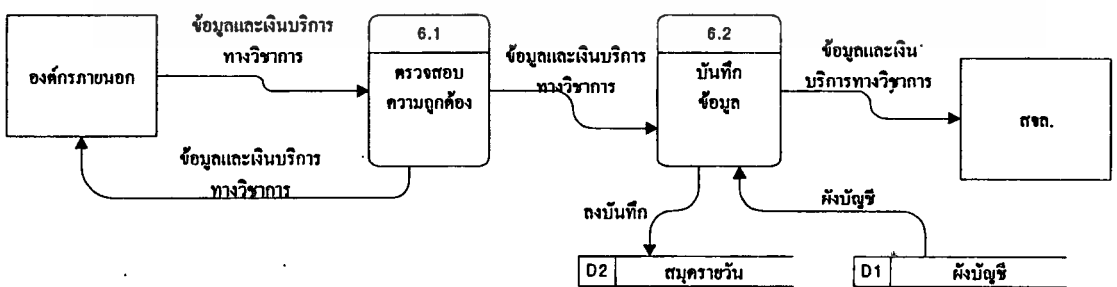 องค์กรภายนอก
ข้อมูลและเงินบริการ
ทางวิชาการ
6.1
ตรวจสอบ
ความถูกต้อง
ข้อมูลและเงินบริการ
ทางวิชาการ
6.2
บันทึก
ข้อมูล
ข้อมูลและเงิน
บริการทางวิชาการ
สจล.
ข้อมูลและเงินบริการ
ทางวิชาการ
ลงบันทึก
ผังบัญชี
D2
สมุดรายวัน
D1
ผังบัญชี